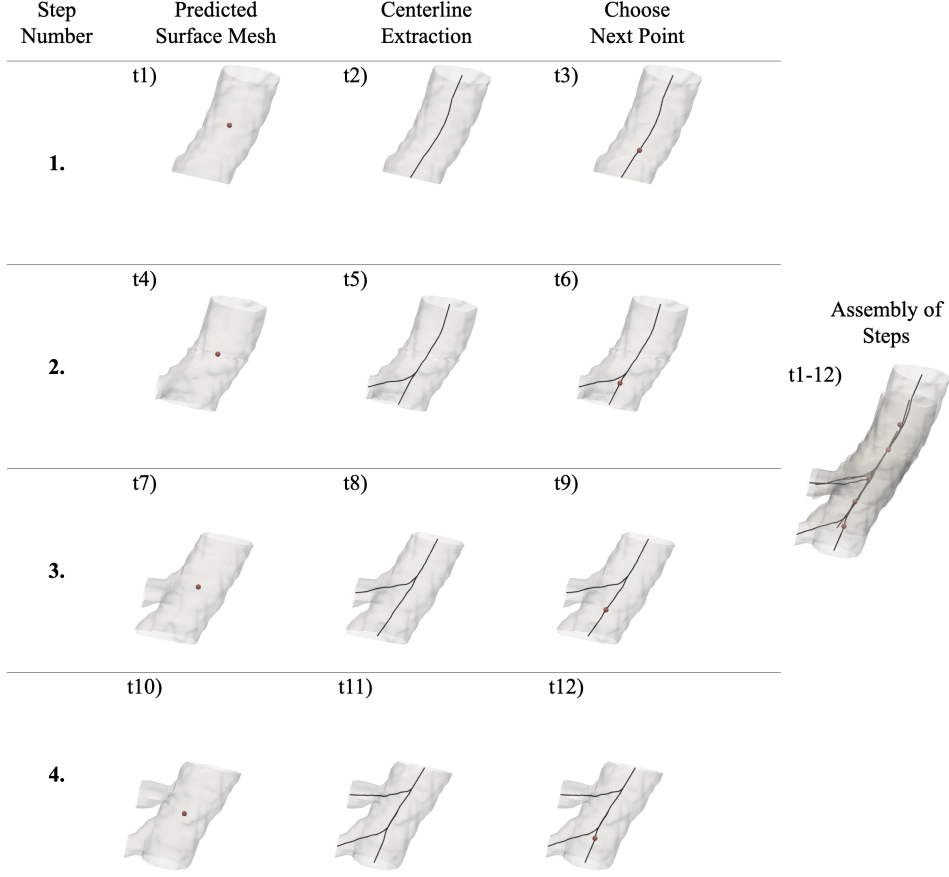 Step
Number
Predicted
Surface Mesh
Centerline
Extraction
Choose
Next Point
t1)
t2)
t3)
1.
t4)
t5)
t6)
2.
Assembly of
Steps
t1-12)
t7)
t8)
t9)
3.
t10)
t11)
t12)
4.